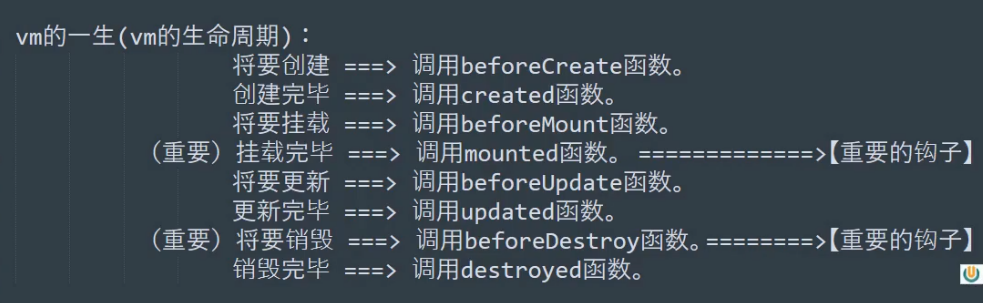 vm的一生(vm的生命周期)：
将要创建 ===> 调用beforeCreate函数。
创建完毕 ===> 调用created函数。
将要挂载 ===> 调用beforeMount函数。
（重要）挂载完毕 ===> 调用mounted函数。 =============>【重要的钩子】
将要更新 ===> 调用beforeUpdate函数。
更新完毕 ===> 调用updated函数。
（重要）将要销毁 ===> 调用beforeDestroy函数。========>【重要的钩子】
销毁完毕 ===> 调用destroyed函数。